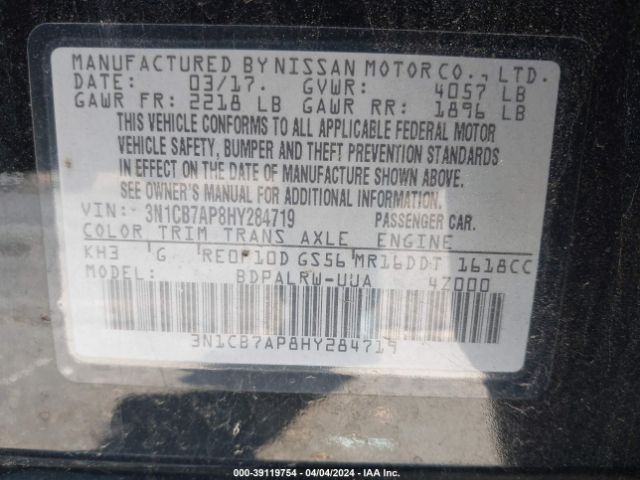 MANUFACTURED BY NISSAN MOTOR CO., LTD.
DATE: 03/17. GVWR: 4057 LB
GAWR FR: 2218 LB GAWR RR: 1896 LB
THIS VEHICLE CONFORMS TO ALL APPLICABLE FEDERAL MOTOR
VEHICLE SAFETY, BUMPER AND THEFT PREVENTION STANDARDS
IN EFFECT ON THE DATE OF MANUFACTURE SHOWN ABOVE.
SEE OWNER'S MANUAL FOR ADDITIONAL INFORMATION.
VIN: 3N1CB7AP8HY284719 PASSENGER CAR.
COLOR TRIM TRANS AXLE ENGINE
KH3 G RE0F10D GS56 MR16DDT 1618CC
MODEL: BDPALRW-UUA 4Z000
3N1CB7AP8HY284719
000-39119754 - 04/04/2024 - IAA Inc.